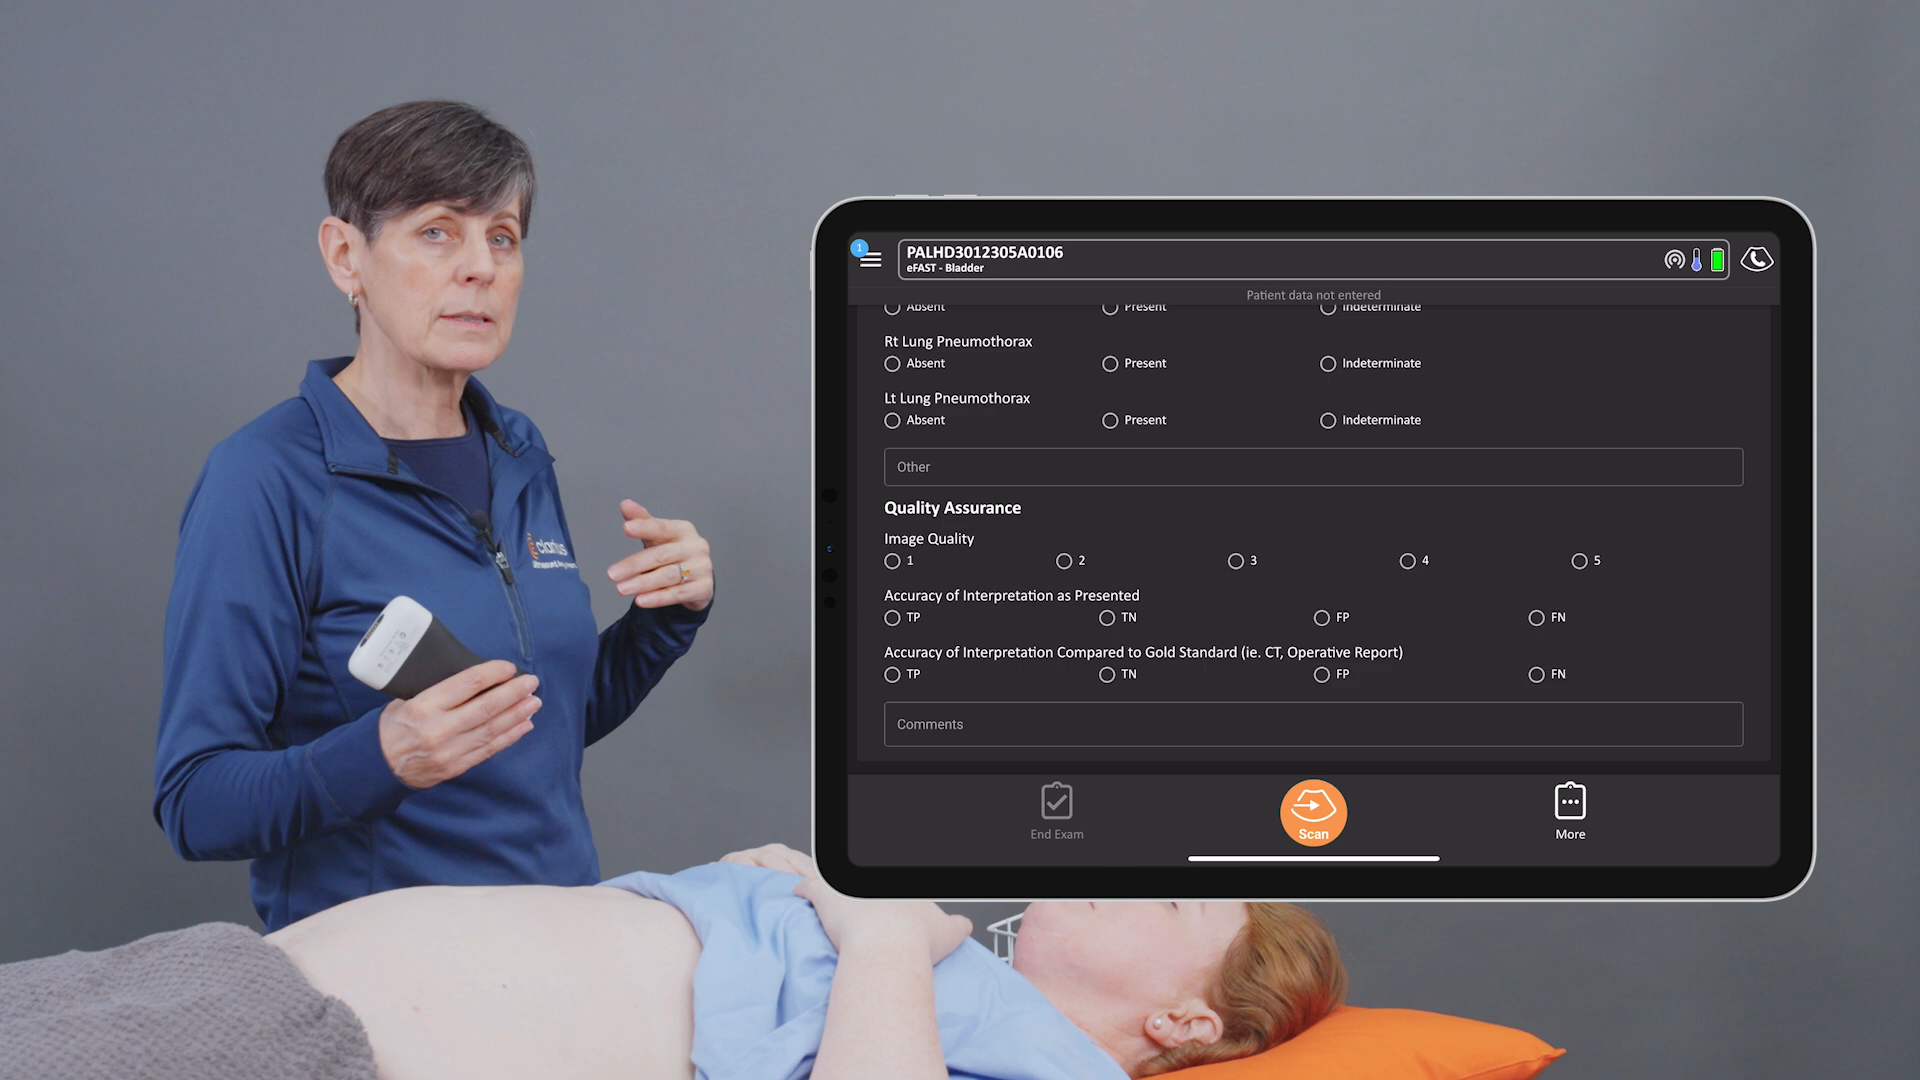 1
PALHD3012305A0106
eFAST - Bladder
Patient data not entered
Absent Present Indeterminate
Rt Lung Pneumothorax
Absent Present Indeterminate
Lt Lung Pneumothorax
Absent Present Indeterminate
Other
Quality Assurance
Image Quality
1 2 3 4 5
Accuracy of Interpretation as Presented
TP TN FP FN
Accuracy of Interpretation Compared to Gold Standard (ie. CT, Operative Report)
TP TN FP FN
Comments
End Exam Scan More
clarius